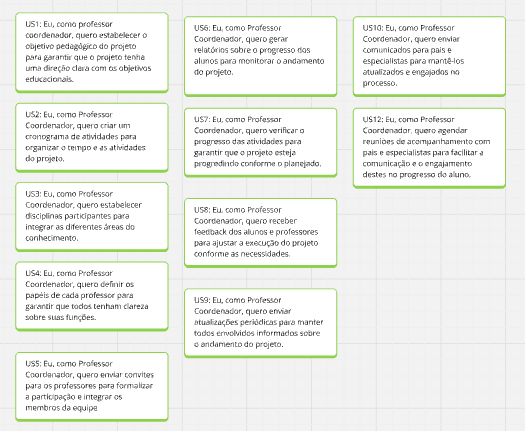 US1: Eu, como professor
coordenador, quero estabelecer o
objetivo pedagógico do projeto
para garantir que o projeto tenha
uma direção clara com os objetivos
educacionais.
US2: Eu, como Professor
Coordenador, quero criar um
cronograma de atividades para
organizar o tempo e as atividades
do projeto.
US3: Eu, como Professor
Coordenador, quero estabelecer
disciplinas participantes para
integrar as diferentes áreas do
conhecimento.
US4: Eu, como Professor
Coordenador, quero definir os
papéis de cada professor para
garantir que todos tenham clareza
sobre suas funções.
US5: Eu, como Professor
Coordenador, quero enviar convites
para os professores para formalizar
a participação e integrar os
membros da equipe
US6: Eu, como Professor
Coordenador, quero gerar
relatórios sobre o progresso dos
alunos para monitorar o andamento
do projeto.
US7: Eu, como Professor
Coordenador, quero verificar o
progresso das atividades para
garantir que o projeto esteja
progredindo conforme o planejado.
US8: Eu, como Professor
Coordenador, quero receber
feedback dos alunos e professores
para ajustar a execução do projeto
conforme as necessidades.
US9: Eu, como Professor
Coordenador, quero enviar
atualizações periódicas para manter
todos envolvidos informados sobre
o andamento do projeto.
US10: Eu, como Professor
Coordenador, quero enviar
comunicados para pais e
especialistas para mantê-los
atualizados e engajados no
processo.
US12: Eu, como Professor
Coordenador, quero agendar
reuniões de acompanhamento com
pais e especialistas para facilitar a
comunicação e o engajamento
destes no progresso do aluno.